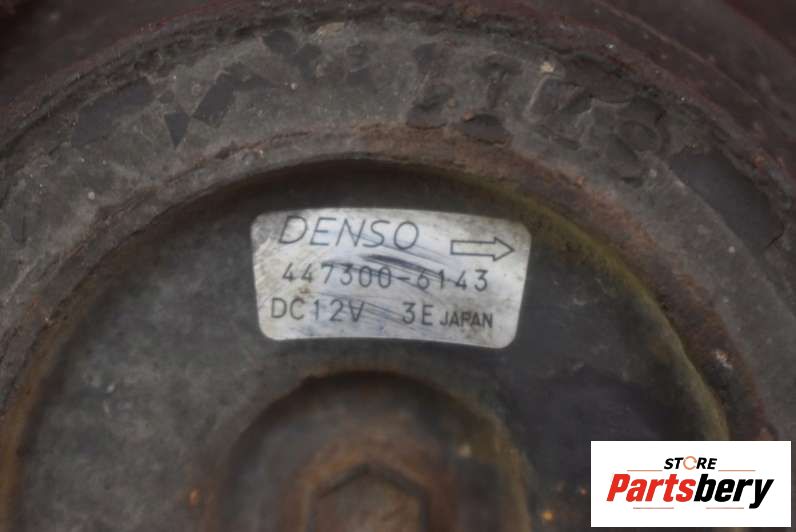 DENSO
447300-6143
DC12V 3E JAPAN
STORE
Partsbery